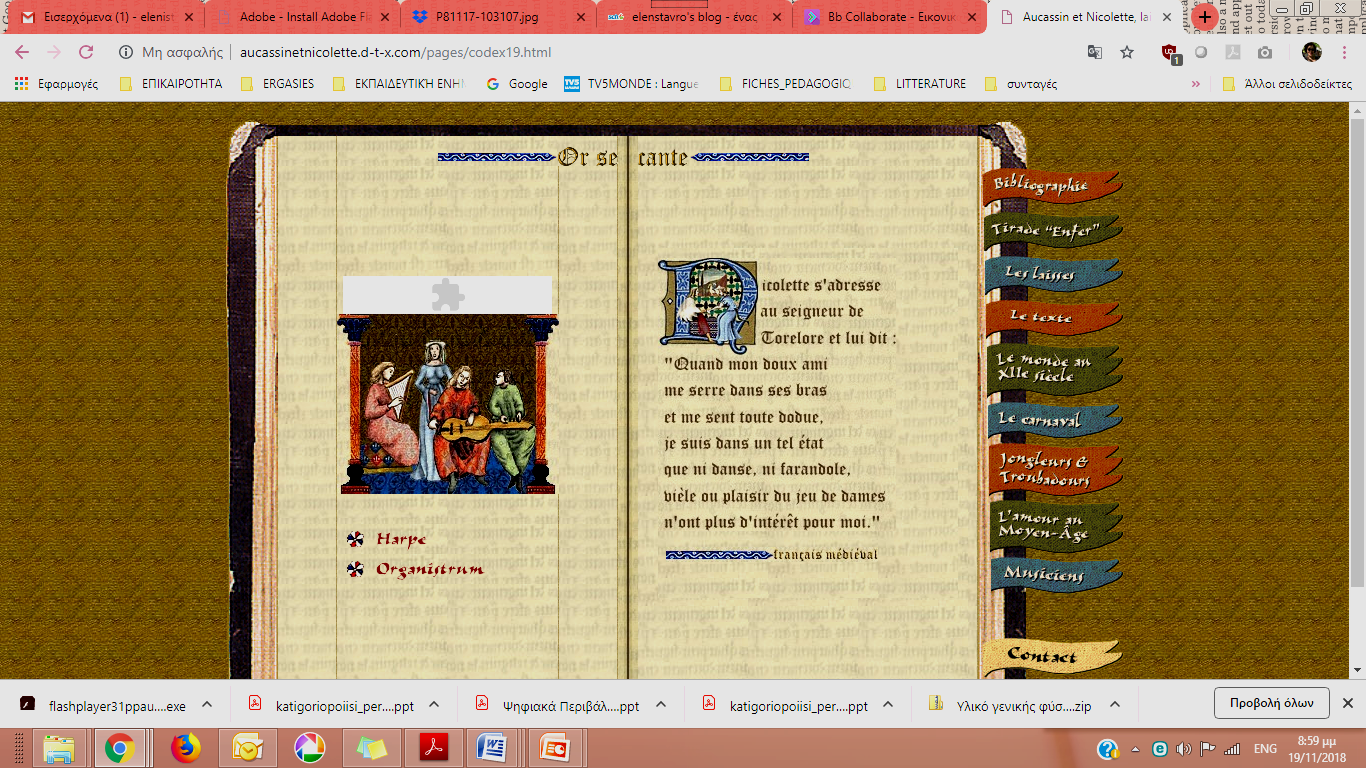 Εισερχόμενα (1) - elenist
Adobe - Install Adobe Fl
P81117-103107.jpg
elenstavro's blog - ένας
Bb Collaborate - Εικονικ
Aucassin et Nicolette, la
Μη ασφαλής
aucassinetnicolette.d-t-x.com/pages/codex19.html
Εφαρμογές
ΕΠΙΚΑΙΡΟΤΗΤΑ
ERGASIES
ΕΚΠΑΙΔΕΥΤΙΚΗ ΕΝΗΜ
Google
TV5MONDE : Langue
FICHES_PEDAGOGIQ
LITTERATURE
συνταγές
»
Άλλοι σελιδοδείκτες
Or se cante
Nicolette s'adresse
au seigneur de
Torelore et lui dit :
"Quand mon doux ami
me serre dans ses bras
et me sent toute dodue,
je suis dans un tel état
que ni danse, ni farandole,
vièle ou plaisir du jeu de dames
n'ont plus d'intérêt pour moi."
français médiéval
Harpe
Organistrum
Bibliographie
Tirade "Enfer"
Les laisses
Le texte
Le monde au
XIIe siècle
Le carnaval
Jongleurs &
Troubadours
L'amour au
Moyen-Âge
Musiciens
Contact
flashplayer31ppau....exe
katigoriopoiisi_per....ppt
Ψηφιακά Περιβάλ....ppt
katigoriopoiisi_per....ppt
Υλικό γενικής φύσ....zip
Προβολή όλων
ENG
8:59 μμ
19/11/2018